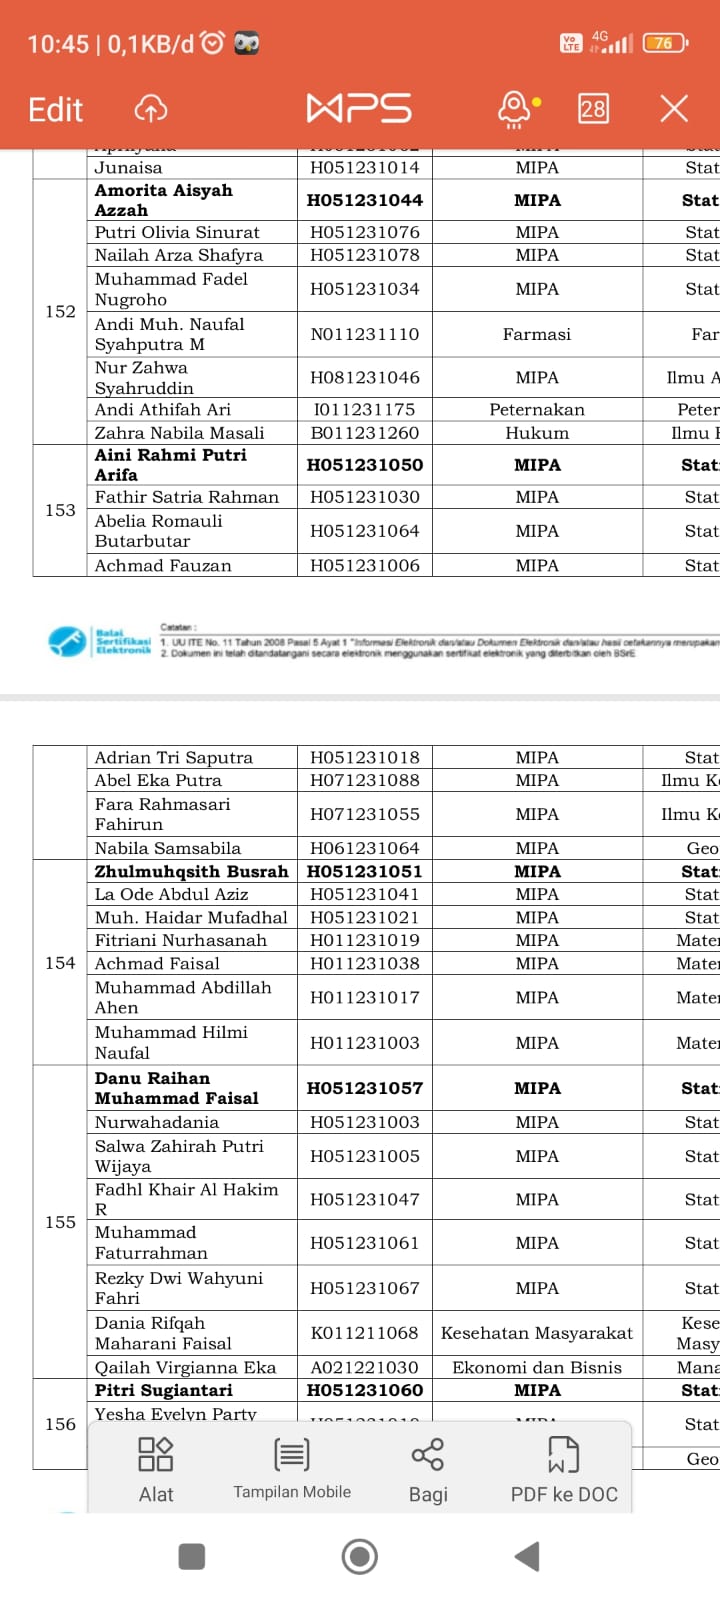 10:45 | 0,1KB/d
Vo LTE 4G 76
Edit WPS 28
Junaisa H051231014 MIPA Stat
Amorita Aisyah
Azzah H051231044 MIPA Stat
Putri Olivia Sinurat H051231076 MIPA Stat
Nailah Arza Shafyra H051231078 MIPA Stat
Muhammad Fadel
Nugroho H051231034 MIPA Stat
152
Andi Muh. Naufal
Syahputra M N011231110 Farmasi Far
Nur Zahwa
Syahruddin H081231046 MIPA Ilmu A
Andi Athifah Ari I011231175 Peternakan Peter
Zahra Nabila Masali B011231260 Hukum Ilmu H
Aini Rahmi Putri
Arifa H051231050 MIPA Stat
Fathir Satria Rahman H051231030 MIPA Stat
153
Abelia Romauli
Butarbutar H051231064 MIPA Stat
Achmad Fauzan H051231006 MIPA Stat
Balai
Sertifikasi
Elektronik
Catatan :
1. UU ITE No. 11 Tahun 2008 Pasal 5 Ayat 1 "Informasi Elektronik dan/atau Dokumen Elektronik dan/atau hasil cetakannya merupakan
2. Dokumen ini telah ditandatangani secara elektronik menggunakan sertifikat elektronik yang diterbitkan oleh BSrE
Adrian Tri Saputra H051231018 MIPA Stat
Abel Eka Putra H071231088 MIPA Ilmu K
Fara Rahmasari
Fahirun H071231055 MIPA Ilmu K
Nabila Samsabila H061231064 MIPA Geo
Zhulmuhqsith Busrah H051231051 MIPA Stat
La Ode Abdul Aziz H051231041 MIPA Stat
Muh. Haidar Mufadhal H051231021 MIPA Stat
Fitriani Nurhasanah H011231019 MIPA Mate
154 Achmad Faisal H011231038 MIPA Mate
Muhammad Abdillah
Ahen H011231017 MIPA Mate
Muhammad Hilmi
Naufal H011231003 MIPA Mate
Danu Raihan
Muhammad Faisal H051231057 MIPA Stat
Nurwahadania H051231003 MIPA Stat
Salwa Zahirah Putri
Wijaya H051231005 MIPA Stat
Fadhl Khair Al Hakim
R H051231047 MIPA Stat
155
Muhammad
Faturrahman H051231061 MIPA Stat
Rezky Dwi Wahyuni
Fahri H051231067 MIPA Stat
Dania Rifqah
Maharani Faisal K011211068 Kesehatan Masyarakat Kese
Masy
Qailah Virgianna Eka A021221030 Ekonomi dan Bisnis Mana
Pitri Sugiantari H051231060 MIPA Stat
156 Yesha Evelyn Party Stat
Geo
Alat Tampilan Mobile Bagi PDF ke DOC